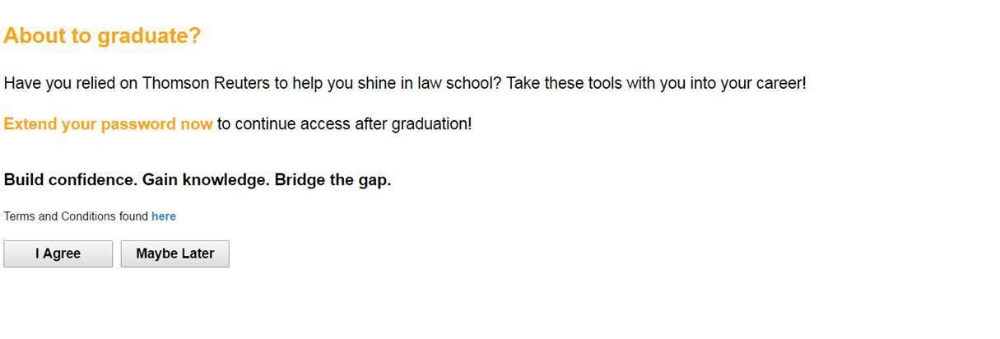 About to graduate?
Have you relied on Thomson Reuters to help you shine in law school? Take these tools with you into your career!
Extend your password now to continue access after graduation!
Build confidence. Gain knowledge. Bridge the gap.
Terms and Conditions found here
I Agree Maybe Later